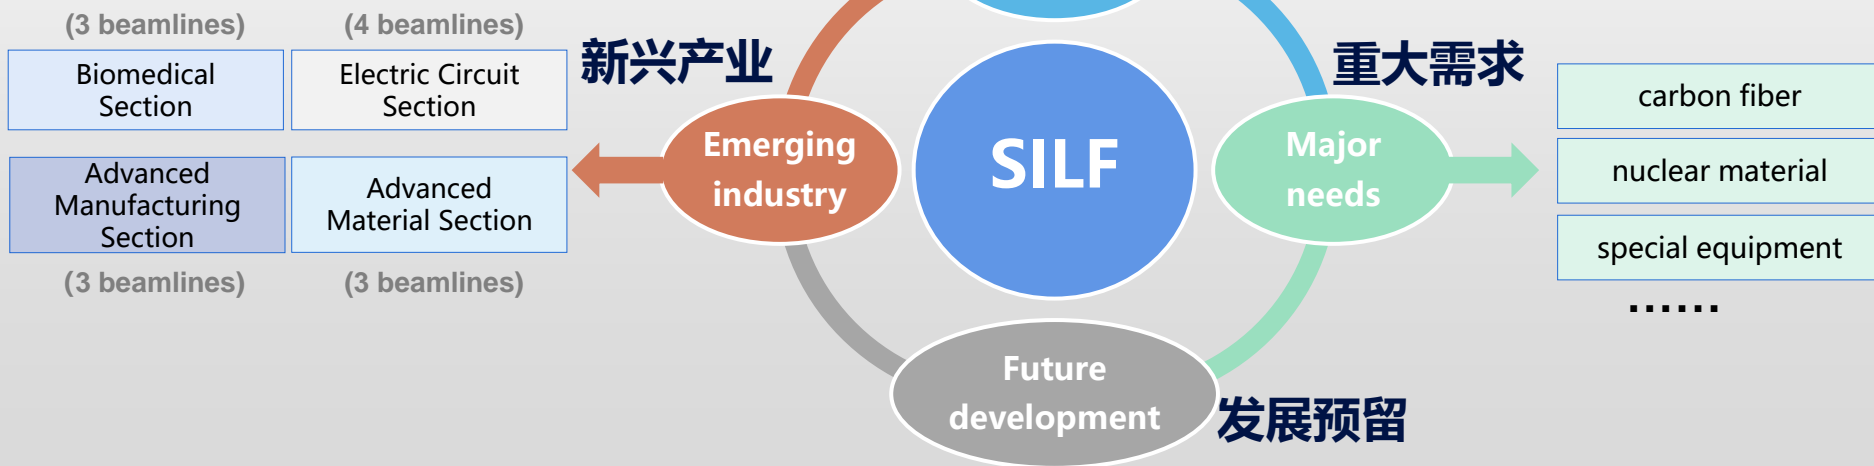 (3 beamlines)
(4 beamlines)
Biomedical
Section
Electric Circuit
Section
Advanced
Manufacturing
Section
Advanced
Material Section
(3 beamlines)
(3 beamlines)
新兴产业
Emerging
industry
SILF
重大需求
Major
needs
carbon fiber
nuclear material
special equipment
......
Future
development
发展预留